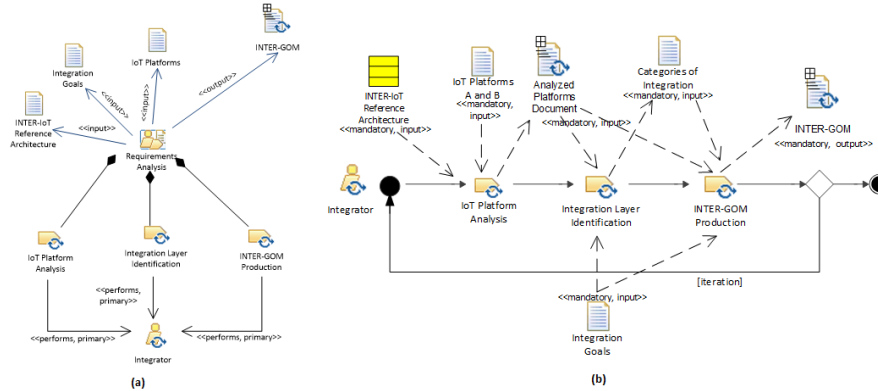 INTER-GOM
IoT Platforms
Integration
Goals
<<input>>
<<input>>
<<output>>
INTER-IoT
Reference
Architecture
<<input>>
Requirements
Analysis
IoT Platform
Analysis
Integration Layer
Identification
INTER-GOM
Production
<<performs,
primary>>
<<performs, primary>>
<<performs, primary>>
Integrator
(a)
INTER-IoT
Reference
Architecture
<<mandatory, input>>
IoT Platforms
A and B
<<mandatory,
input>>
Analyzed
Platforms
Document
<<mandatory, input>>
Categories of
Integration
<<mandatory, input>>
INTER-GOM
<<mandatory, output>>
Integrator
IoT Platform
Analysis
Integration Layer
Identification
INTER-GOM
Production
[iteration]
<<mandatory, input>>
Integration
Goals
(b)